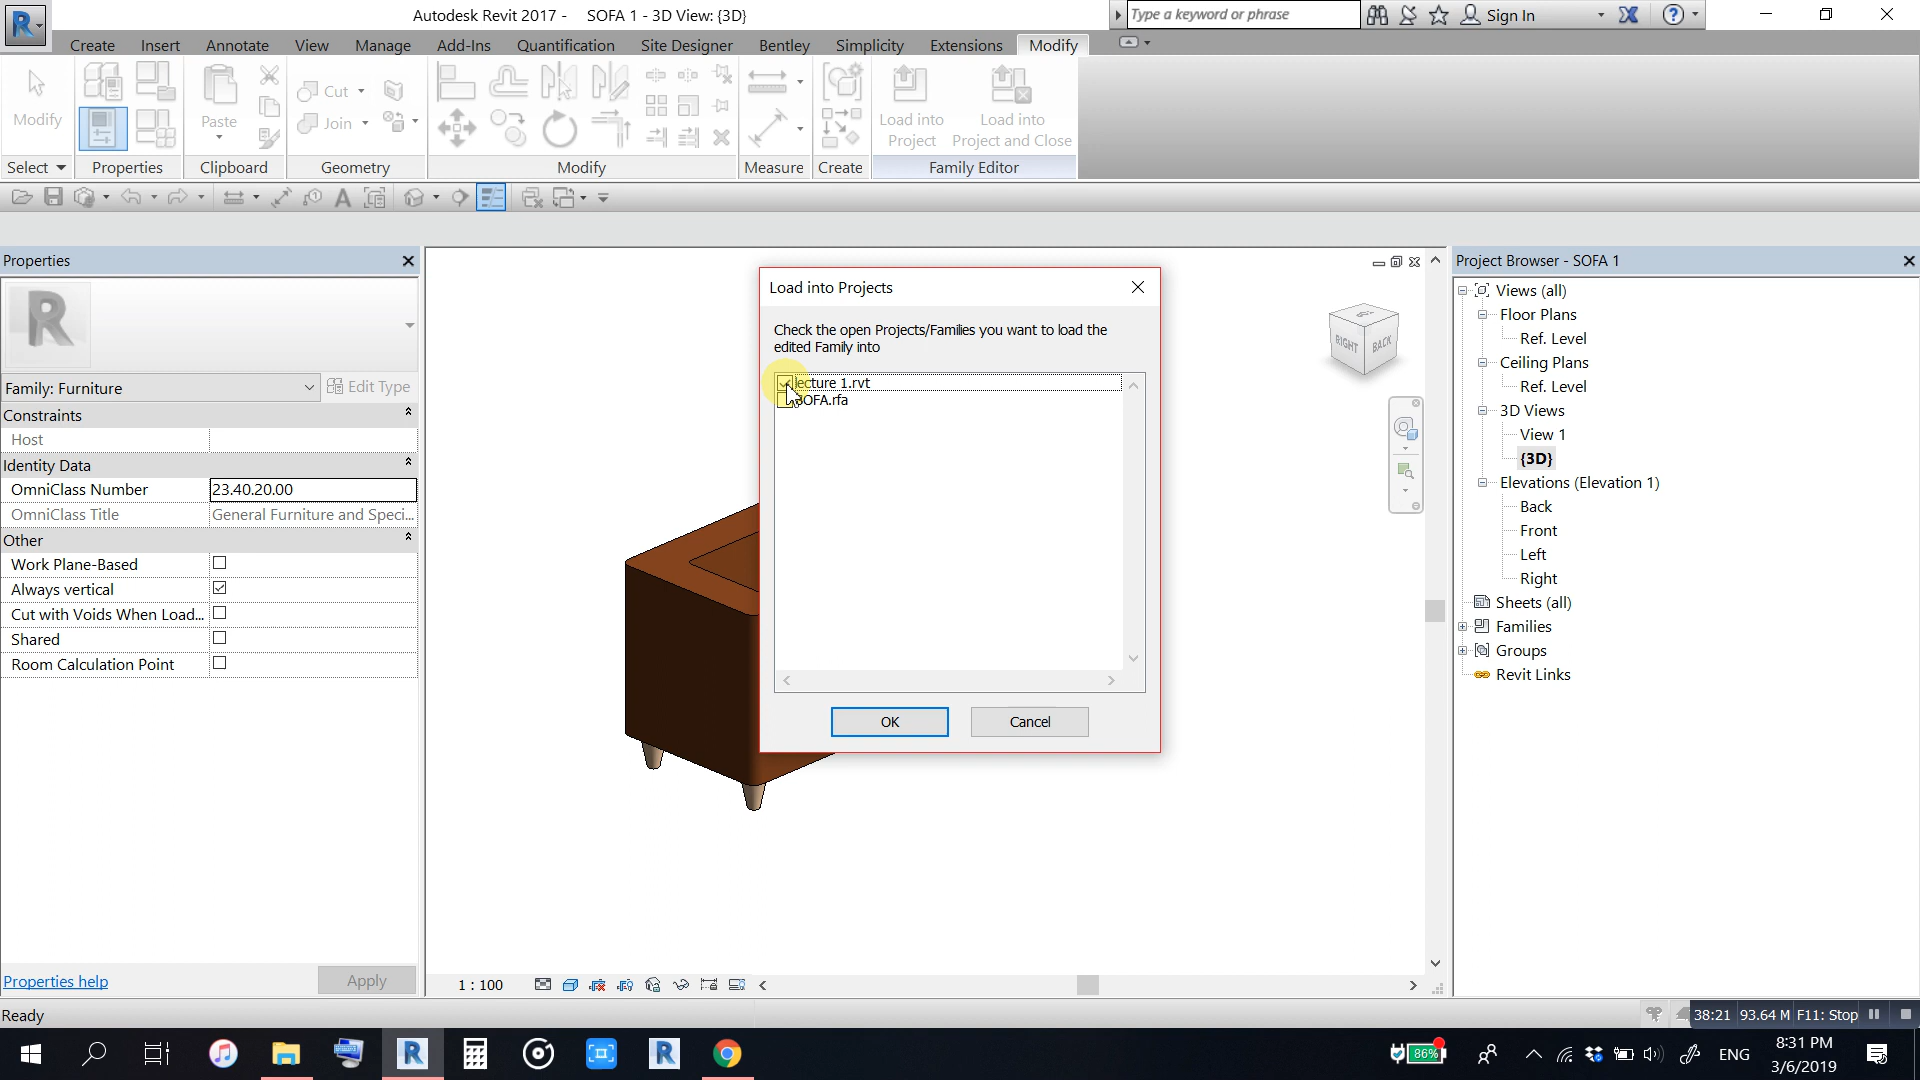 Autodesk Revit 2017 - SOFA 1 - 3D View: {3D}
Type a keyword or phrase
Sign In
Create Insert Annotate View Manage Add-Ins Quantification Site Designer Bentley Simplicity Extensions Modify
Modify
Paste
Cut
Join
Load into
Project
Load into
Project and Close
Select Properties Clipboard Geometry Modify Measure Create Family Editor
Properties
Family: Furniture
Edit Type
Constraints
Host
Identity Data
OmniClass Number 23.40.20.00
OmniClass Title General Furniture and Speci...
Other
Work Plane-Based
Always vertical
Cut with Voids When Load...
Shared
Room Calculation Point
Properties help
Apply
Load into Projects
Check the open Projects/Families you want to load the
edited Family into
lecture 1.rvt
SOFA.rfa
OK
Cancel
RIGHT
BACK
Project Browser - SOFA 1
Views (all)
Floor Plans
Ref. Level
Ceiling Plans
Ref. Level
3D Views
View 1
{3D}
Elevations (Elevation 1)
Back
Front
Left
Right
Sheets (all)
Families
Groups
Revit Links
1 : 100
Ready
38:21 93.64 M F11: Stop
86%
ENG
8:31 PM
3/6/2019